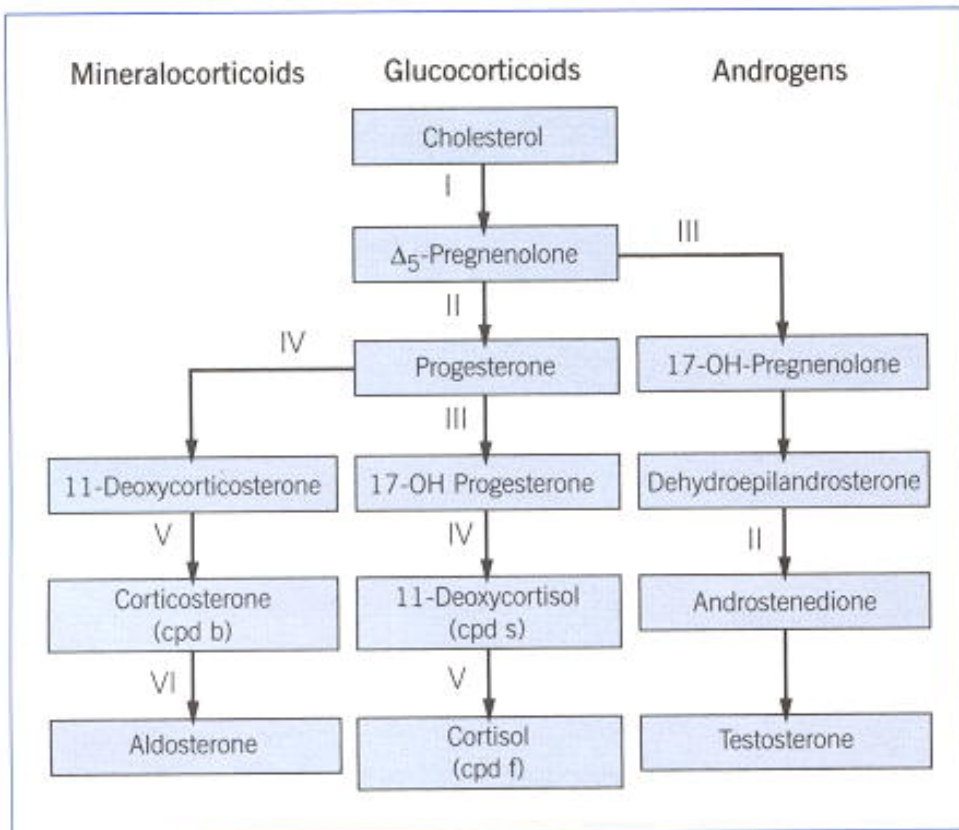 Mineralocorticoids Glucocorticoids Androgens
Cholesterol
I
Δ5-Pregnenolone
III
II
IV
Progesterone
17-OH-Pregnenolone
III
11-Deoxycorticosterone
17-OH Progesterone
Dehydroepilandrosterone
V
IV
II
Corticosterone
(cpd b)
11-Deoxycortisol
(cpd s)
Androstenedione
VI
V
Aldosterone
Cortisol
(cpd f)
Testosterone